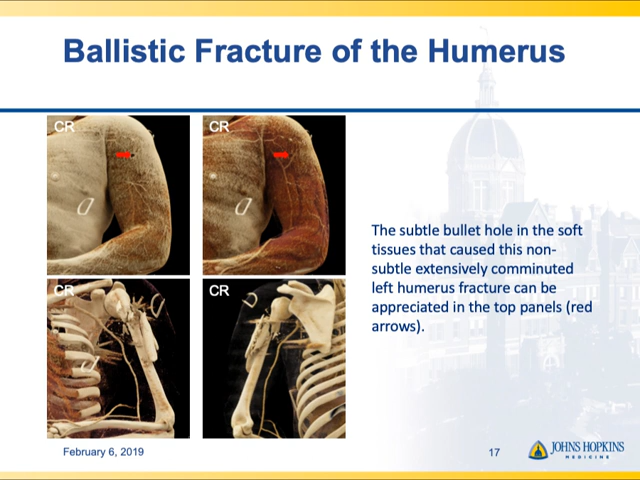 Ballistic Fracture of the Humerus
CR
CR
The subtle bullet hole in the soft
tissues that caused this non-
subtle extensively comminuted
left humerus fracture can be
appreciated in the top panels (red
arrows).
CR
CR
February 6, 2019
17
JOHNS HOPKINS
MEDICINE